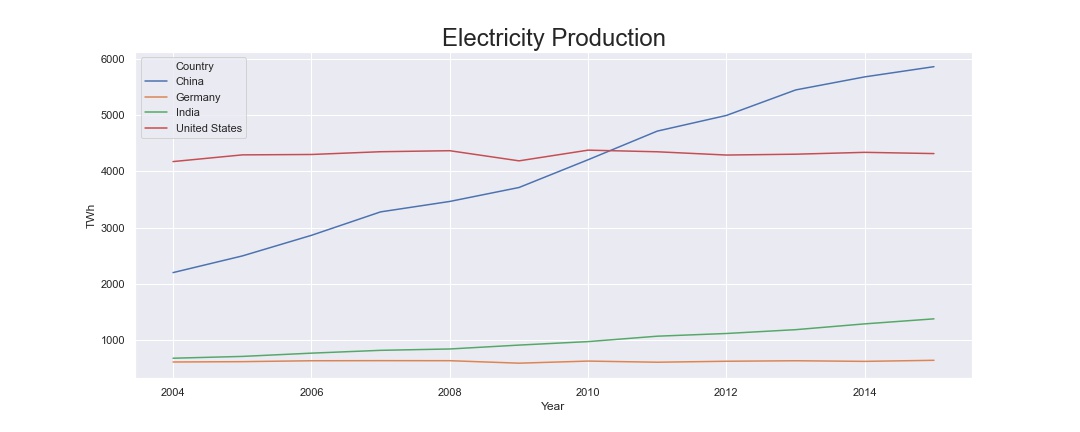 Electricity Production
6000
5000
4000
3000
2000
1000
TWh
Country
China
Germany
India
United States
2004 2006 2008 2010 2012 2014
Year